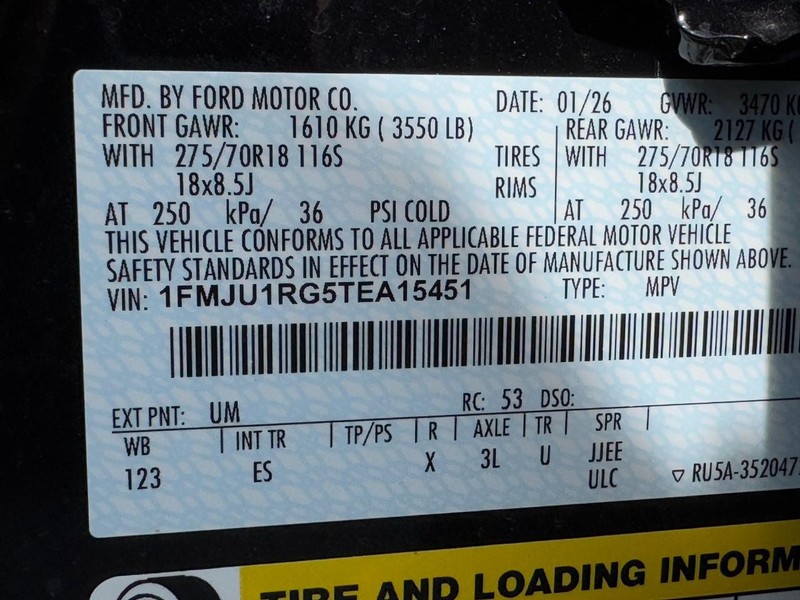 MFD. BY FORD MOTOR CO. DATE: 01/26 GVWR: 3470
FRONT GAWR: 1610 KG ( 3550 LB) REAR GAWR: 2127 KG (
WITH 275/70R18 116S TIRES WITH 275/70R18 116S
18x8.5J RIMS 18x8.5J
AT 250 kPa/ 36 PSI COLD AT 250 kPa/ 36
THIS VEHICLE CONFORMS TO ALL APPLICABLE FEDERAL MOTOR VEHICLE
SAFETY STANDARDS IN EFFECT ON THE DATE OF MANUFACTURE SHOWN ABOVE.
VIN: 1FMJU1RG5TEA15451 TYPE: MPV
EXT PNT: UM RC: 53 DSO:
WB INT TR TP/PS R AXLE TR SPR
123 ES X 3L U JJEE
ULC RU5A-352047
TIRE AND LOADING INFORM